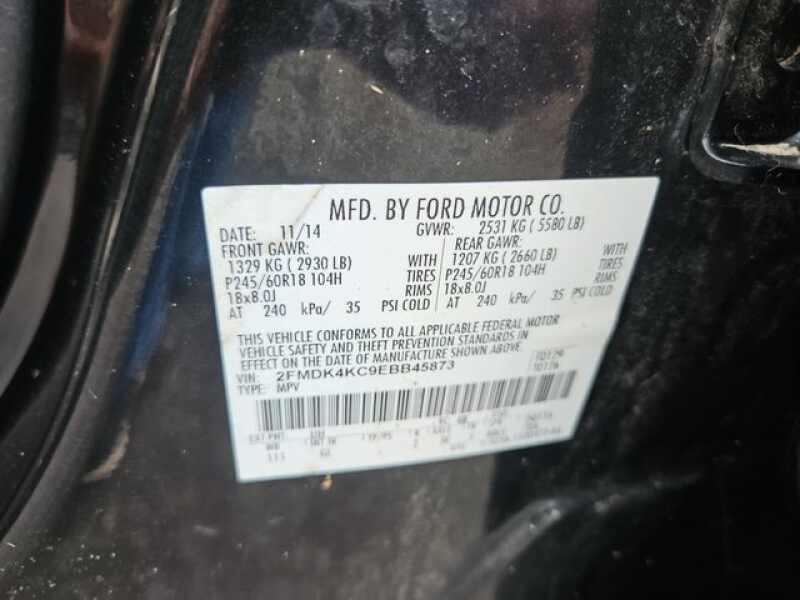 MFD. BY FORD MOTOR CO.
DATE: 11/14 GVWR: 2531 KG ( 5580 LB)
FRONT GAWR: REAR GAWR:
1329 KG ( 2930 LB) WITH 1207 KG ( 2660 LB) WITH
P245/60R18 104H TIRES P245/60R18 104H TIRES
18x8.0J RIMS 18x8.0J RIMS
AT 240 kPa/ 35 PSI COLD AT 240 kPa/ 35 PSI COLD
THIS VEHICLE CONFORMS TO ALL APPLICABLE FEDERAL MOTOR
VEHICLE SAFETY AND THEFT PREVENTION STANDARDS IN
EFFECT ON THE DATE OF MANUFACTURE SHOWN ABOVE.
VIN: 2FMDK4KC9EBB45873
TYPE: MPV
EXT PNT: